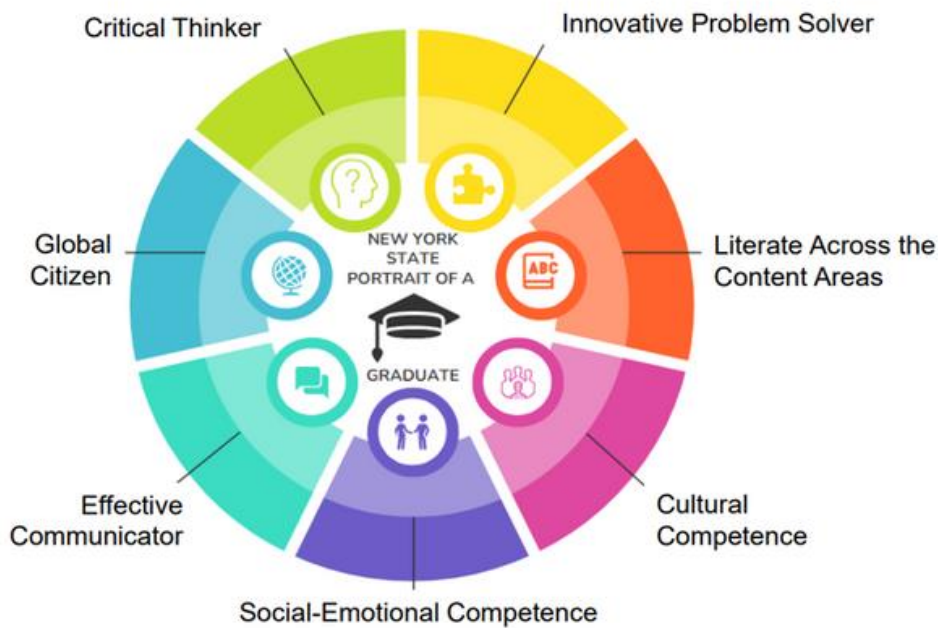 Critical Thinker
Innovative Problem Solver
?
NEW YORK
STATE
PORTRAIT OF A
GRADUATE
ABC
Global
Citizen
Literate Across the
Content Areas
Effective
Communicator
Cultural
Competence
Social-Emotional Competence